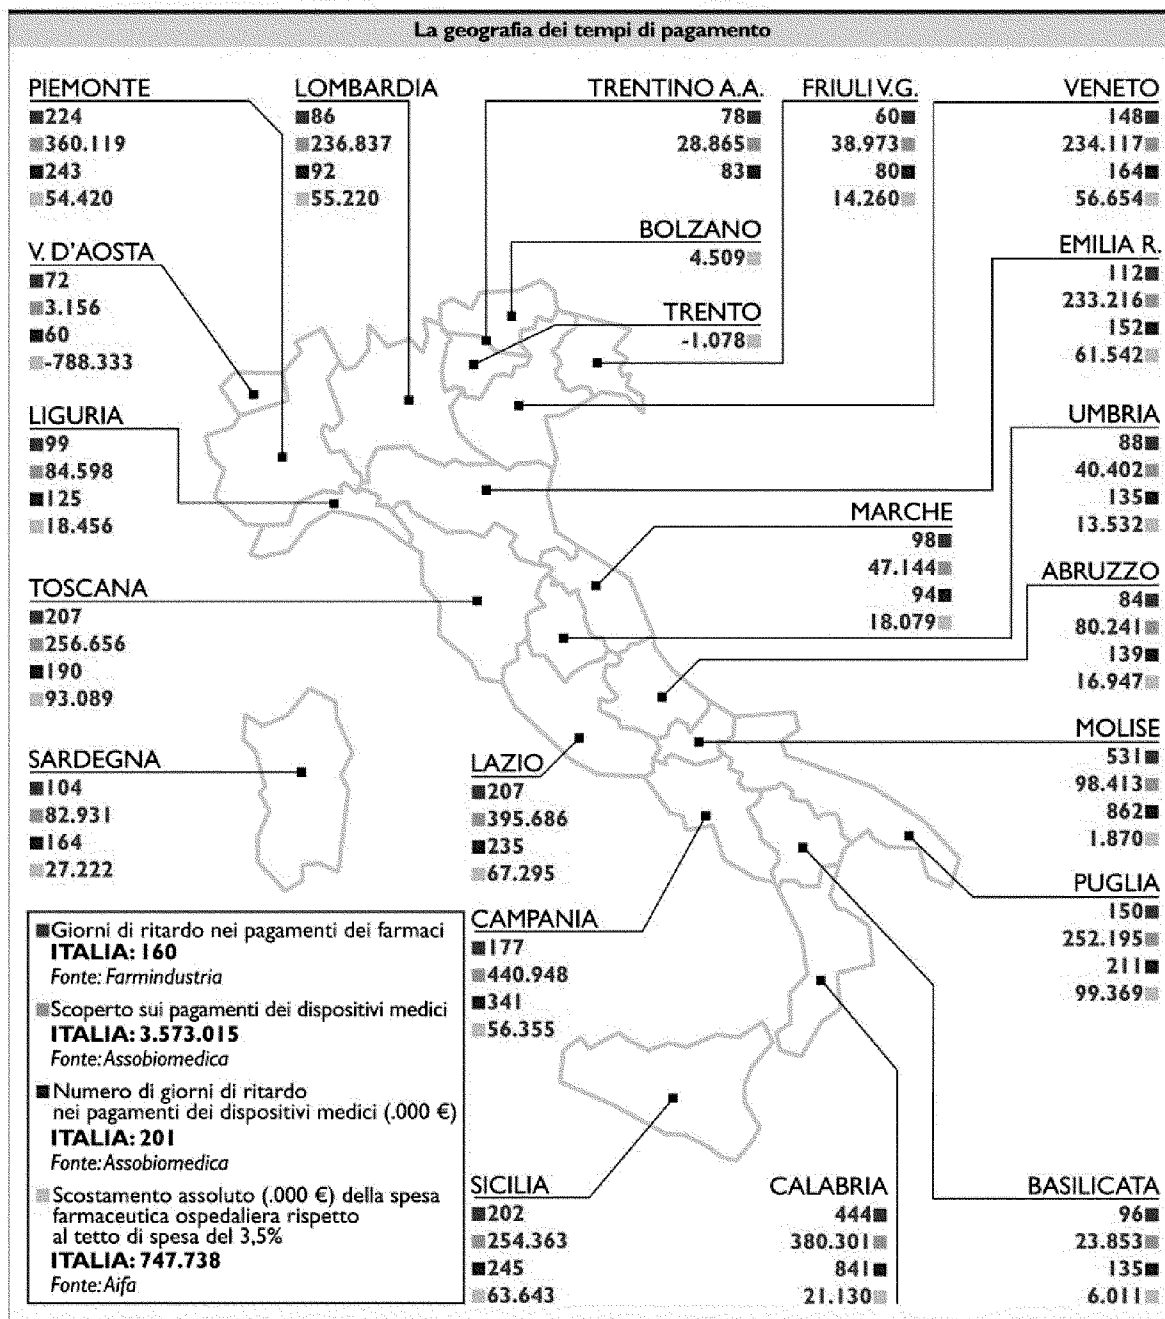 La geografia dei tempi di pagamento
PIEMONTE
224
360.119
243
54.420
LOMBARDIA
86
236.837
92
55.220
TRENTINO A.A.
78
28.865
83
FRIULI V.G.
60
38.973
80
14.260
VENETO
148
234.117
164
56.654
BOLZANO
4.509
TRENTO
-1.078
V. D'AOSTA
72
3.156
60
-788.333
EMILIA R.
112
233.216
152
61.542
LIGURIA
99
84.598
125
18.456
UMBRIA
88
40.402
135
13.532
MARCHE
98
47.144
94
18.079
TOSCANA
207
256.656
190
93.089
ABRUZZO
84
80.241
139
16.947
SARDEGNA
104
82.931
164
27.222
LAZIO
207
395.686
235
67.295
MOLISE
531
98.413
862
1.870
CAMPANIA
177
440.948
341
56.355
PUGLIA
150
252.195
211
99.369
Giorni di ritardo nei pagamenti dei farmaci
ITALIA: 160
Fonte: Farmindustria
Scoperto sui pagamenti dei dispositivi medici
ITALIA: 3.573.015
Fonte: Assobiomedica
Numero di giorni di ritardo
nei pagamenti dei dispositivi medici (.000 €)
ITALIA: 201
Fonte: Assobiomedica
Scostamento assoluto (.000 €) della spesa
farmaceutica ospedaliera rispetto
al tetto di spesa del 3,5%
ITALIA: 747.738
Fonte: Aifa
SICILIA
202
254.363
245
63.643
CALABRIA
444
380.301
841
21.130
BASILICATA
96
23.853
135
6.011